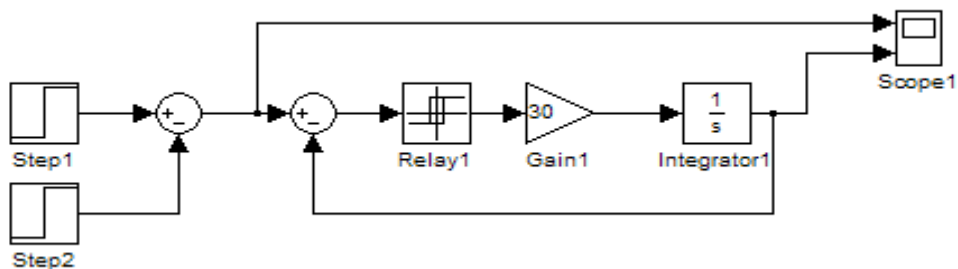 Scope1
+
−
+
−
30
1
s
Step1
Relay1
Gain1
Integrator1
Step2